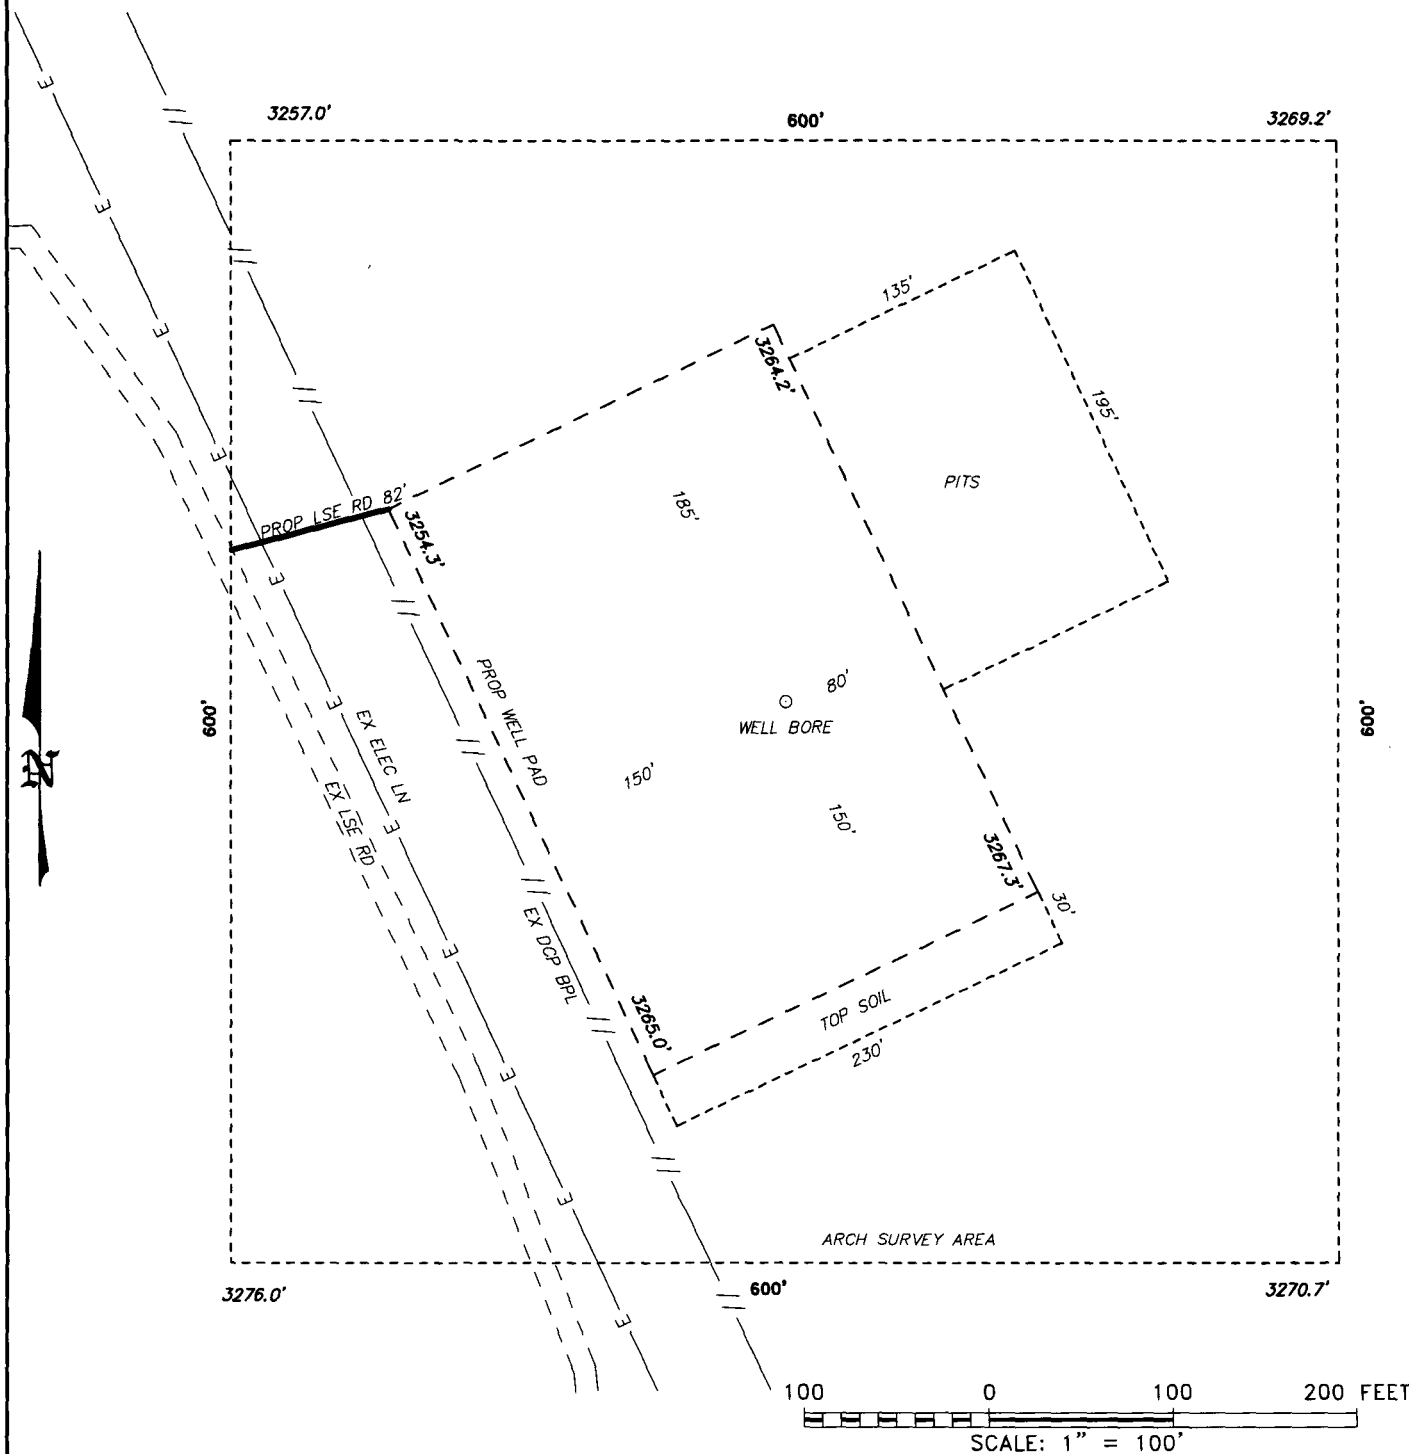 3257.0'
600'
3269.2'
135'
3264.2'
195'
PITS
185'
PROP LSE RD 82'
3254.3'
PROP WELL PAD
80'
WELL BORE
600'
600'
EX ELEC LN
150'
EX LSE RD
150'
3267.3'
30'
EX DCP BPL
3265.0'
TOP SOIL
230'
ARCH SURVEY AREA
3276.0'
600'
3270.7'
100 0 100 200 FEET
SCALE: 1" = 100'
E
E
E
E
E
E
E
E
E
E
E
N